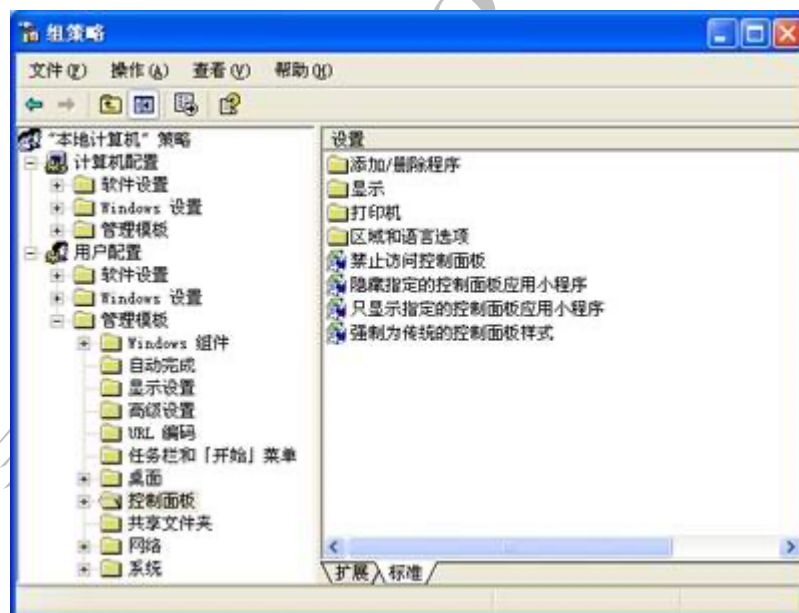 组策略
文件(F) 操作(A) 查看(V) 帮助(H)
"本地计算机" 策略
计算机配置
软件设置
Windows 设置
管理模板
用户配置
软件设置
Windows 设置
管理模板
Windows 组件
自动完成
显示设置
高级设置
URL 编码
任务栏和「开始」菜单
桌面
控制面板
共享文件夹
网络
系统
设置
添加/删除程序
显示
打印机
区域和语言选项
禁止访问控制面板
隐藏指定的控制面板应用小程序
只显示指定的控制面板应用小程序
强制为传统的控制面板样式
扩展 标准